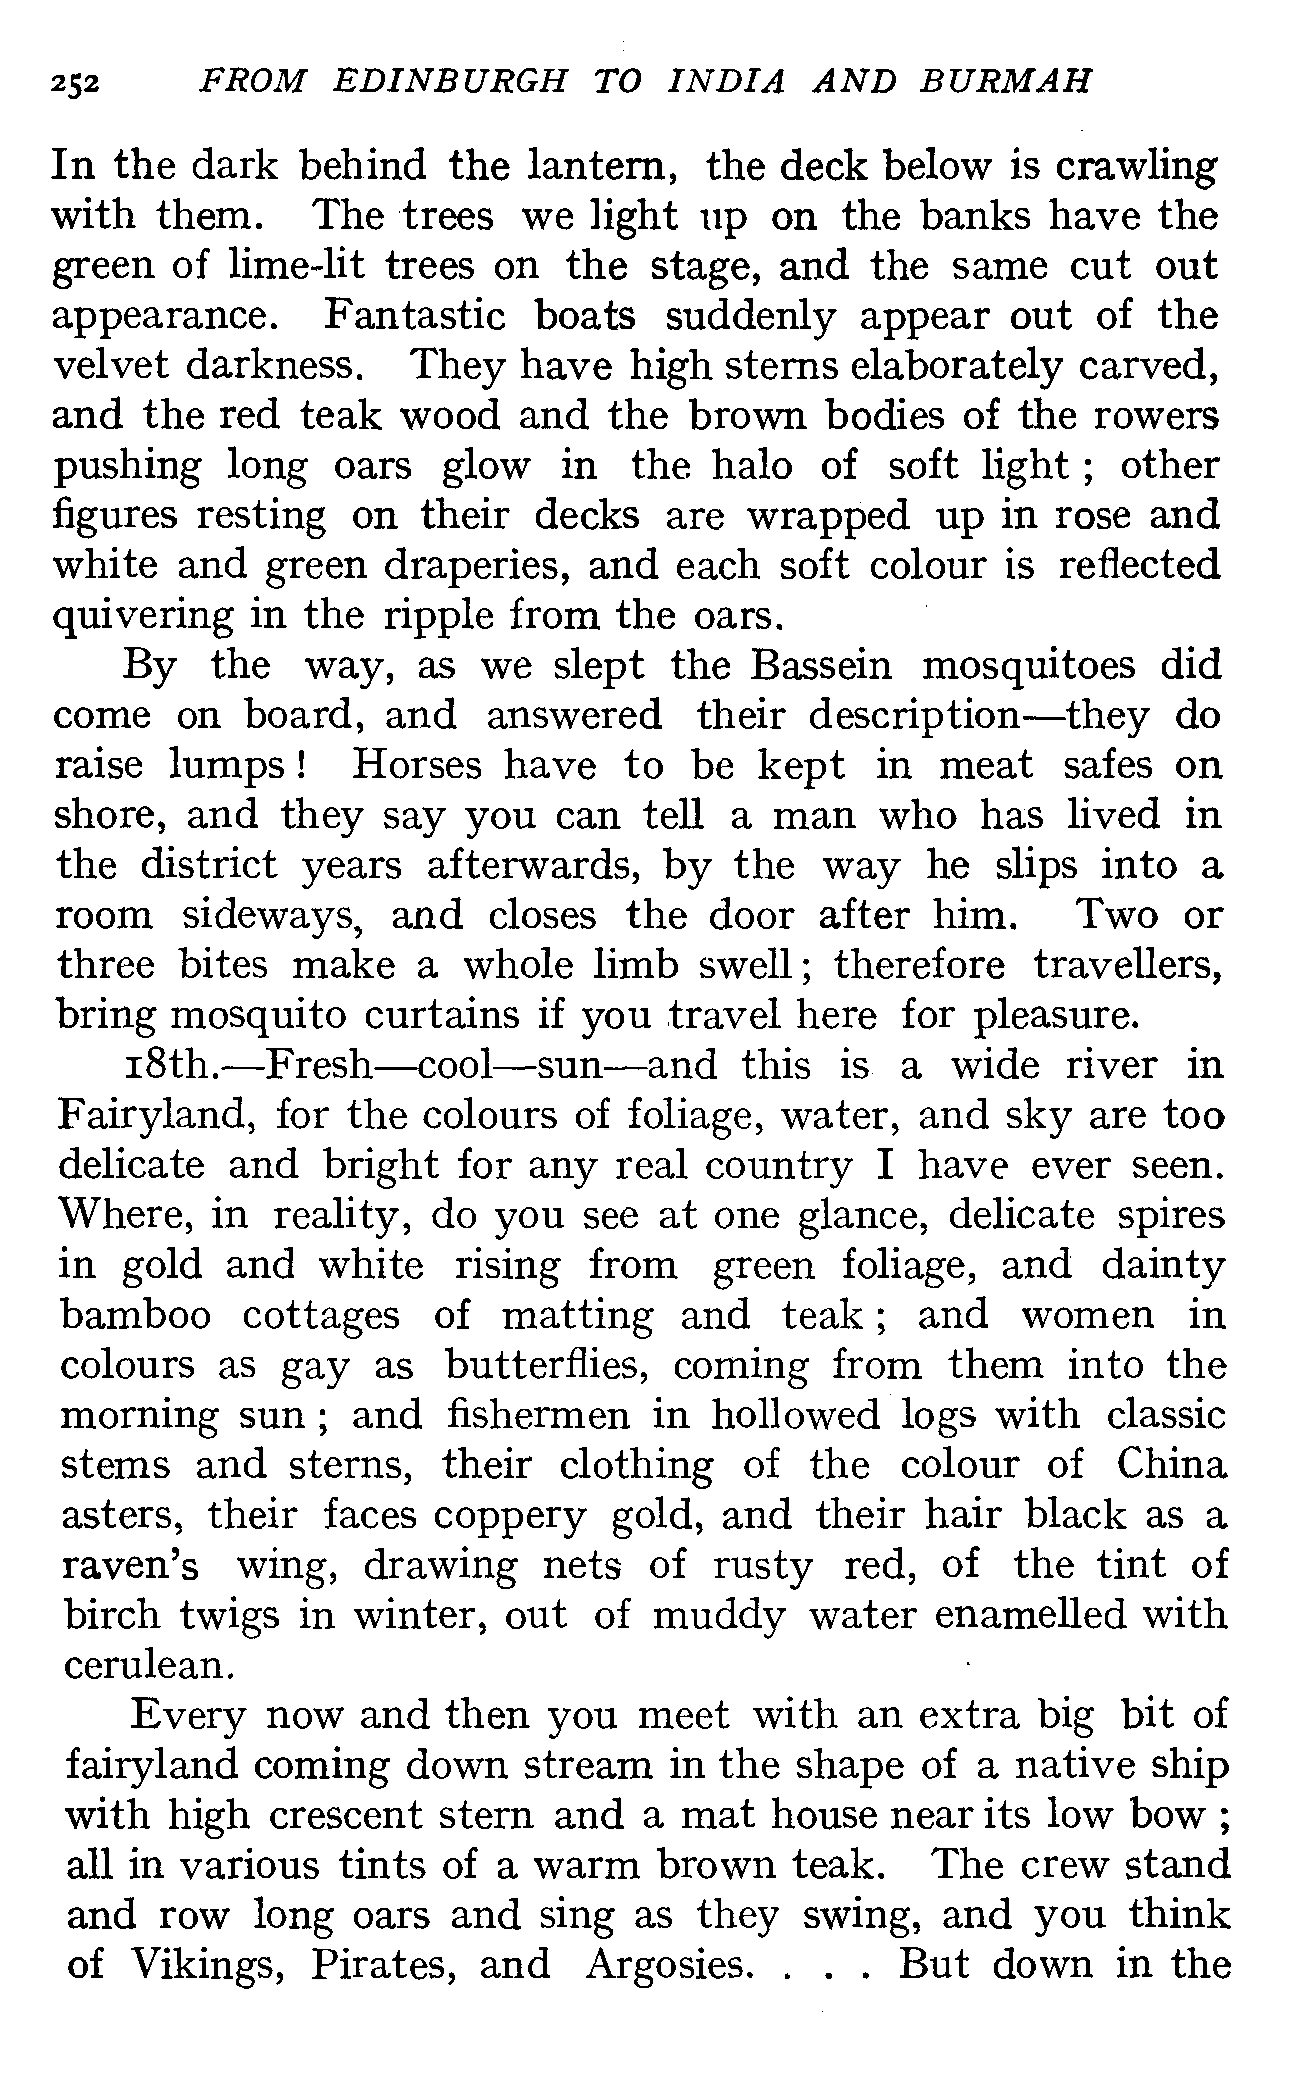 252 FROM EDINBURGH TO INDIA AND BURMAH
In the dark behind the lantern, the deck below is crawling
with them. The trees we light up on the banks have the
green of lime-lit trees on the stage, and the same cut out
appearance. Fantastic boats suddenly appear out of the
velvet darkness. They have high sterns elaborately carved,
and the red teak wood and the brown bodies of the rowers
pushing long oars glow in the halo of soft light ; other
figures resting on their decks are wrapped up in rose and
white and green draperies, and each soft colour is reflected
quivering in the ripple from the oars.
By the way, as we slept the Bassein mosquitoes did
come on board, and answered their description—they do
raise lumps ! Horses have to be kept in meat safes on
shore, and they say you can tell a man who has lived in
the district years afterwards, by the way he slips into a
room sideways, and closes the door after him. Two or
three bites make a whole limb swell ; therefore travellers,
bring mosquito curtains if you travel here for pleasure.
18th.—Fresh—cool—sun—and this is a wide river in
Fairyland, for the colours of foliage, water, and sky are too
delicate and bright for any real country I have ever seen.
Where, in reality, do you see at one glance, delicate spires
in gold and white rising from green foliage, and dainty
bamboo cottages of matting and teak ; and women in
colours as gay as butterflies, coming from them into the
morning sun ; and fishermen in hollowed logs with classic
stems and sterns, their clothing of the colour of China
asters, their faces coppery gold, and their hair black as a
raven's wing, drawing nets of rusty red, of the tint of
birch twigs in winter, out of muddy water enamelled with
cerulean.
Every now and then you meet with an extra big bit of
fairyland coming down stream in the shape of a native ship
with high crescent stern and a mat house near its low bow ;
all in various tints of a warm brown teak. The crew stand
and row long oars and sing as they swing, and you think
of Vikings, Pirates, and Argosies. . . . But down in the